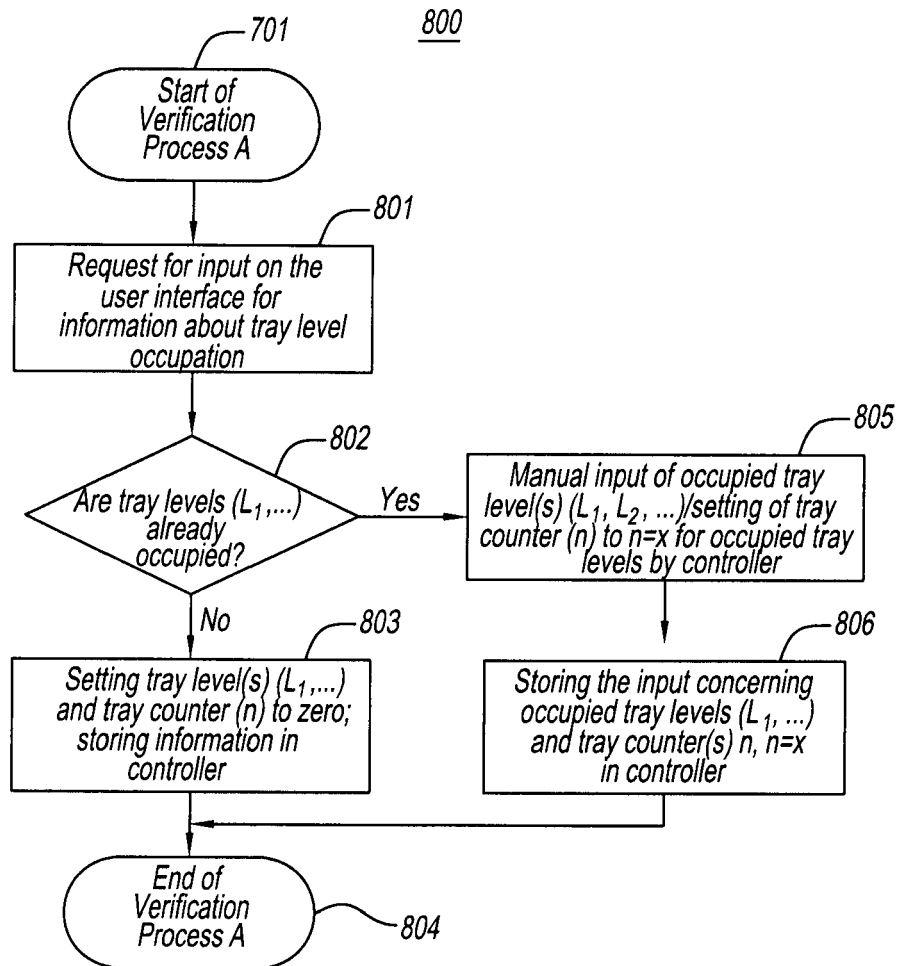 800
701
Start of
Verification
Process A
801
Request for input on the
user interface for
information about tray level
occupation
802
Are tray levels (L1,...)
already
occupied?
Yes
No
805
Manual input of occupied tray
level(s) (L1, L2, ...)/setting of tray
counter (n) to n=x for occupied tray
levels by controller
803
Setting tray level(s) (L1,...)
and tray counter (n) to zero;
storing information in
controller
806
Storing the input concerning
occupied tray levels (L1, ...)
and tray counter(s) n, n=x
in controller
End of
Verification
Process A
804